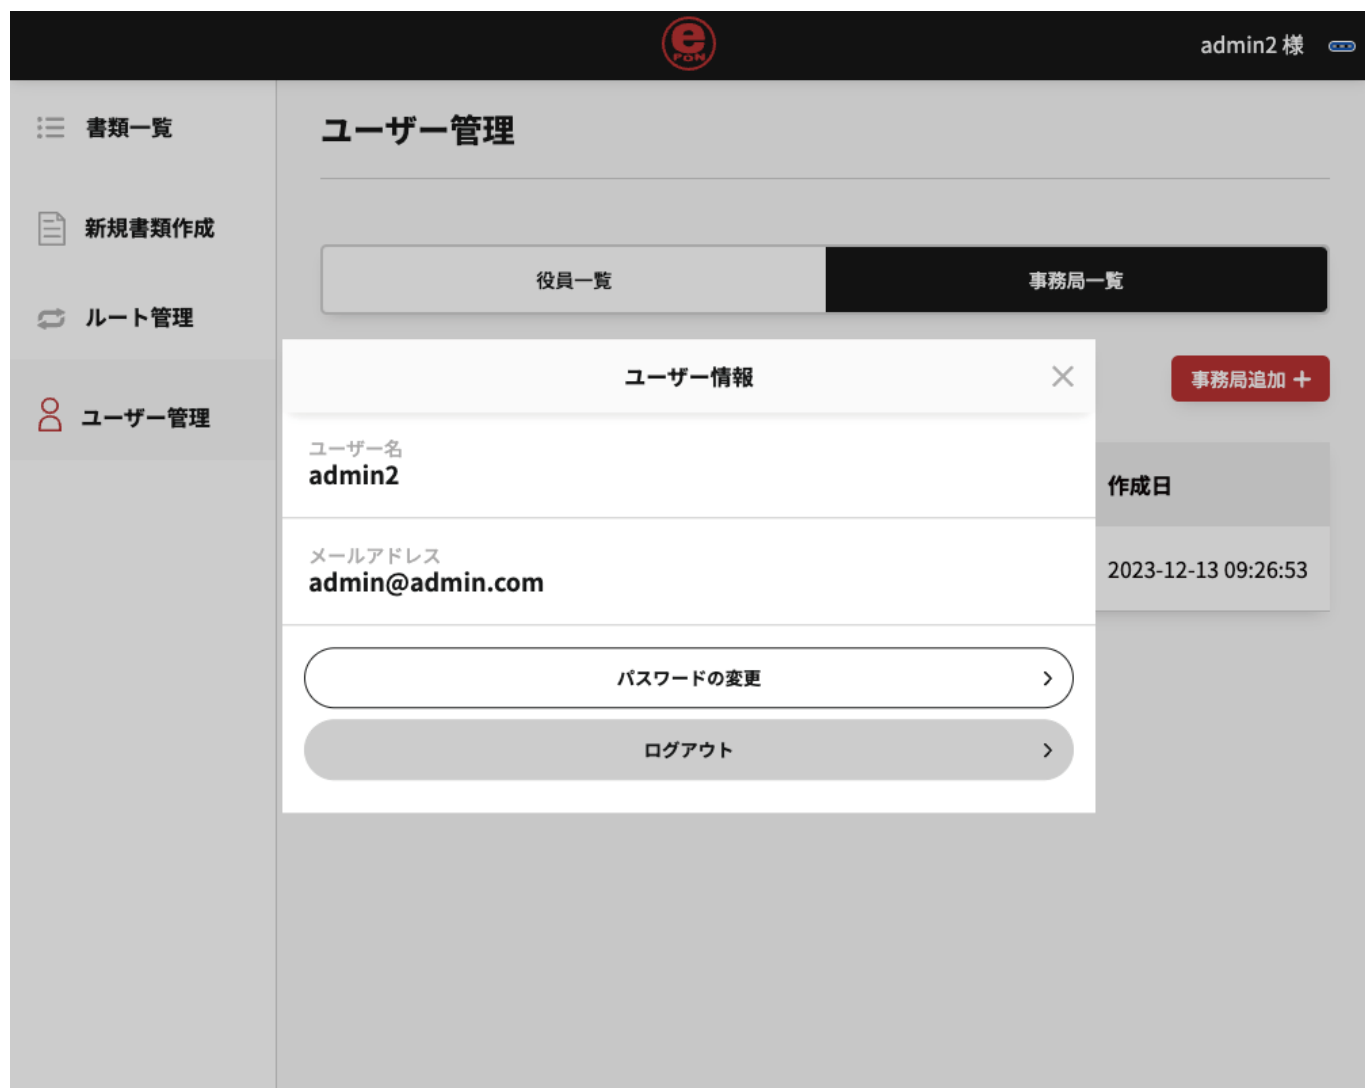 e
PON
admin2 様
書類一覧
新規書類作成
ルート管理
ユーザー管理
ユーザー管理
役員一覧
事務局一覧
事務局追加 +
作成日
2023-12-13 09:26:53
ユーザー情報
ユーザー名
admin2
メールアドレス
admin@admin.com
パスワードの変更
ログアウト